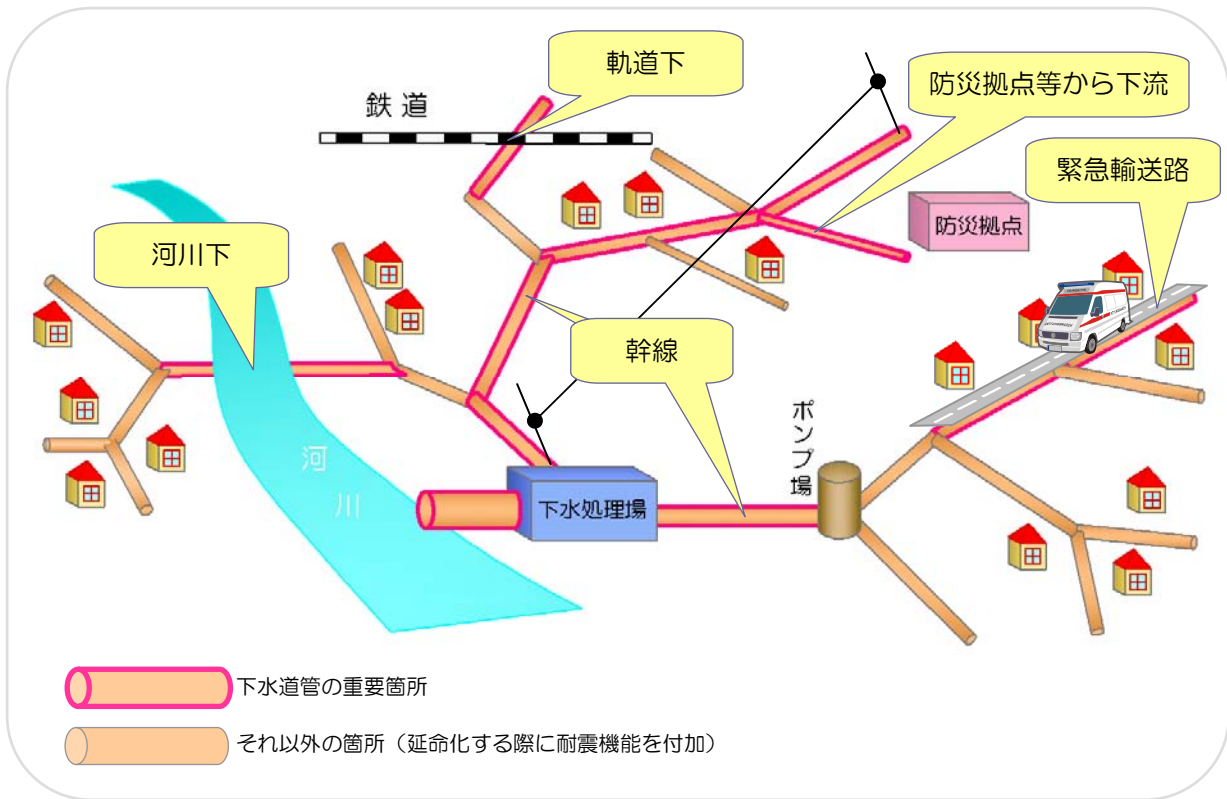 軌道下
鉄道
防災拠点等から下流
緊急輸送路
防災拠点
河川下
幹線
ポンプ場
河川
下水処理場
下水道管の重要箇所
それ以外の箇所（延命化する際に耐震機能を付加）